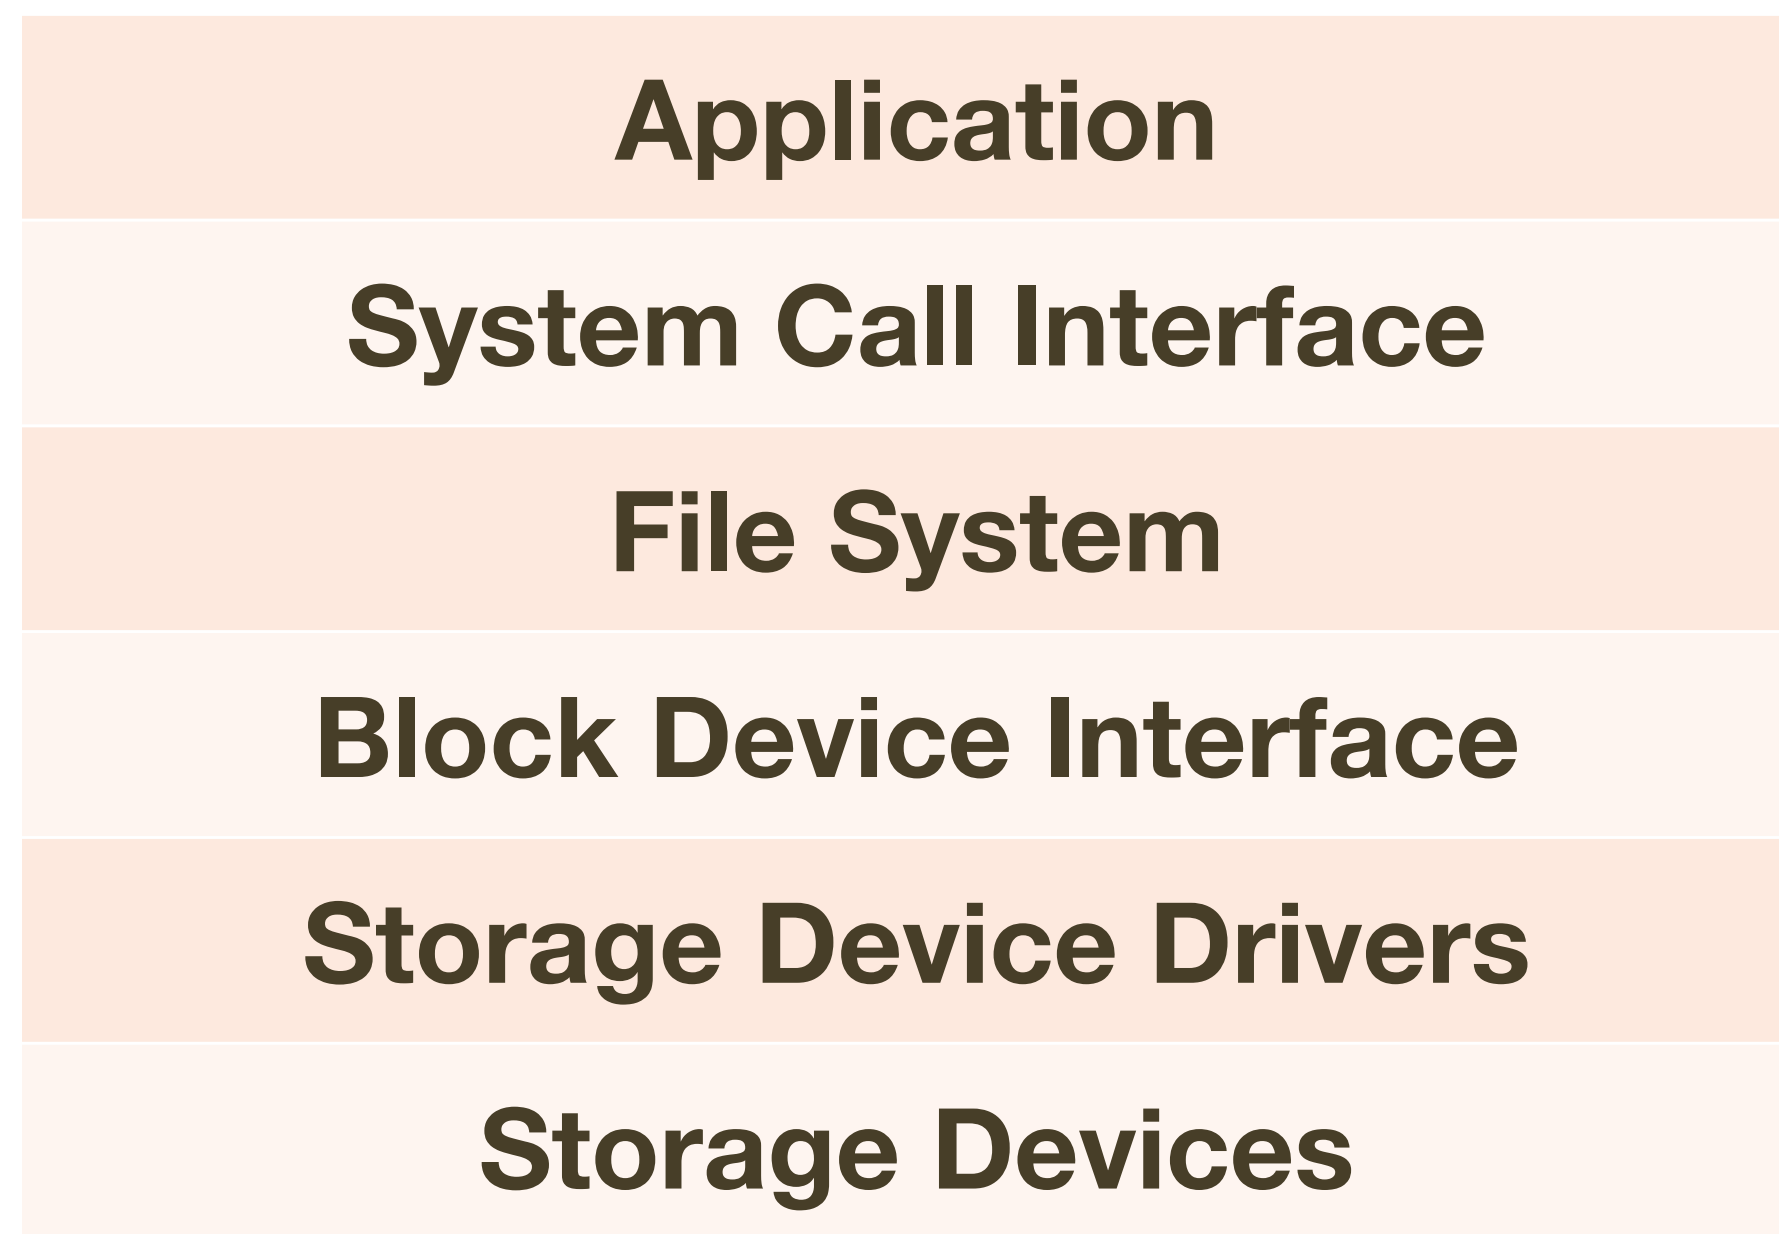 Application
System Call Interface
File System
Block Device Interface
Storage Device Drivers
Storage Devices